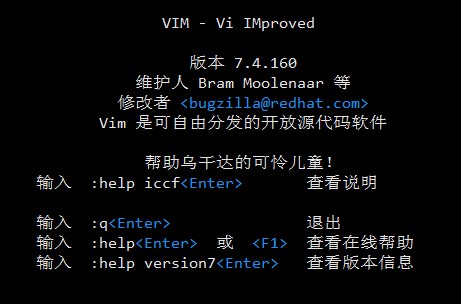 VIM - Vi IMproved
版本 7.4.160
维护人 Bram Moolenaar 等
修改者 <bugzilla@redhat.com>
Vim 是可自由分发的开放源代码软件
帮助乌干达的可怜儿童!
输入 :help iccf<Enter> 查看说明
输入 :q<Enter> 退出
输入 :help<Enter> 或 <F1> 查看在线帮助
输入 :help version7<Enter> 查看版本信息